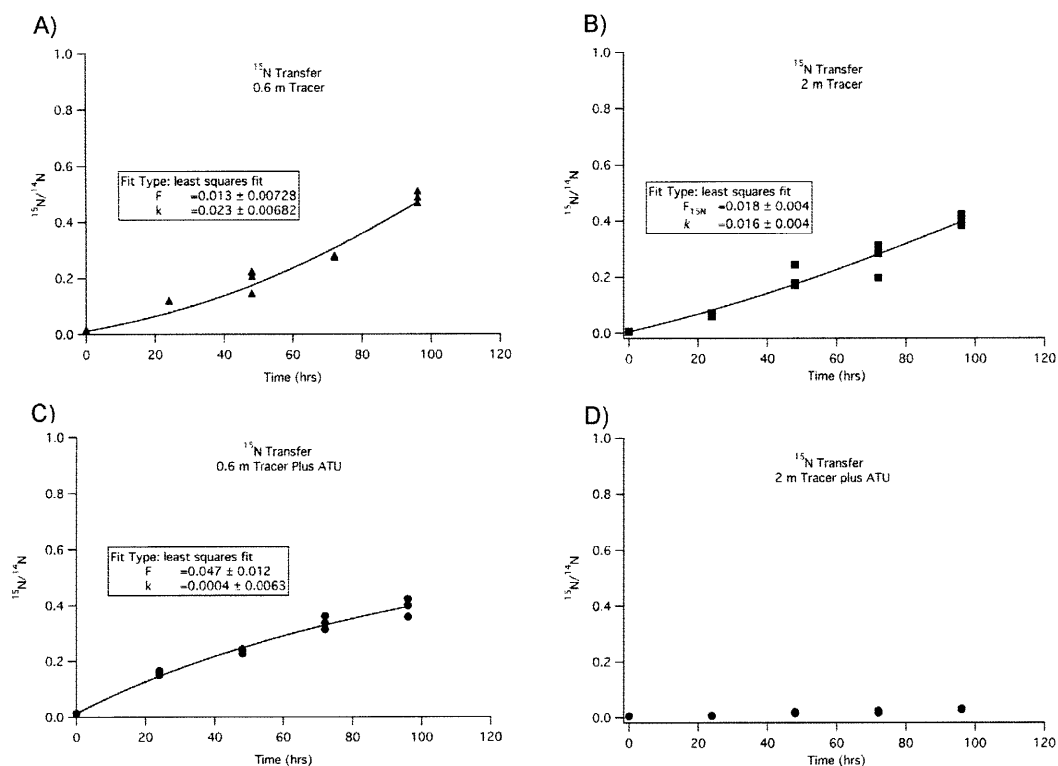 A)
1.0
0.8
0.6
0.4
0.2
0.0
¹⁵N/¹⁴N
¹⁵N Transfer
0.6 m Tracer
Fit Type: least squares fit
F =0.013 ± 0.00728
k =0.023 ± 0.00682
0 20 40 60 80 100 120
Time (hrs)
B)
1.0
0.8
0.6
0.4
0.2
0.0
¹⁵N/¹⁴N
¹⁵N Transfer
2 m Tracer
Fit Type: least squares fit
F₁₅N =0.018 ± 0.004
k =0.016 ± 0.004
0 20 40 60 80 100 120
Time (hrs)
C)
1.0
0.8
0.6
0.4
0.2
0.0
¹⁵N/¹⁴N
¹⁵N Transfer
0.6 m Tracer Plus ATU
Fit Type: least squares fit
F =0.047 ± 0.012
k =0.0004 ± 0.0063
0 20 40 60 80 100 120
Time (hrs)
D)
1.0
0.8
0.6
0.4
0.2
0.0
¹⁵N/¹⁴N
¹⁵N Transfer
2 m Tracer plus ATU
0 20 40 60 80 100 120
Time (hrs)